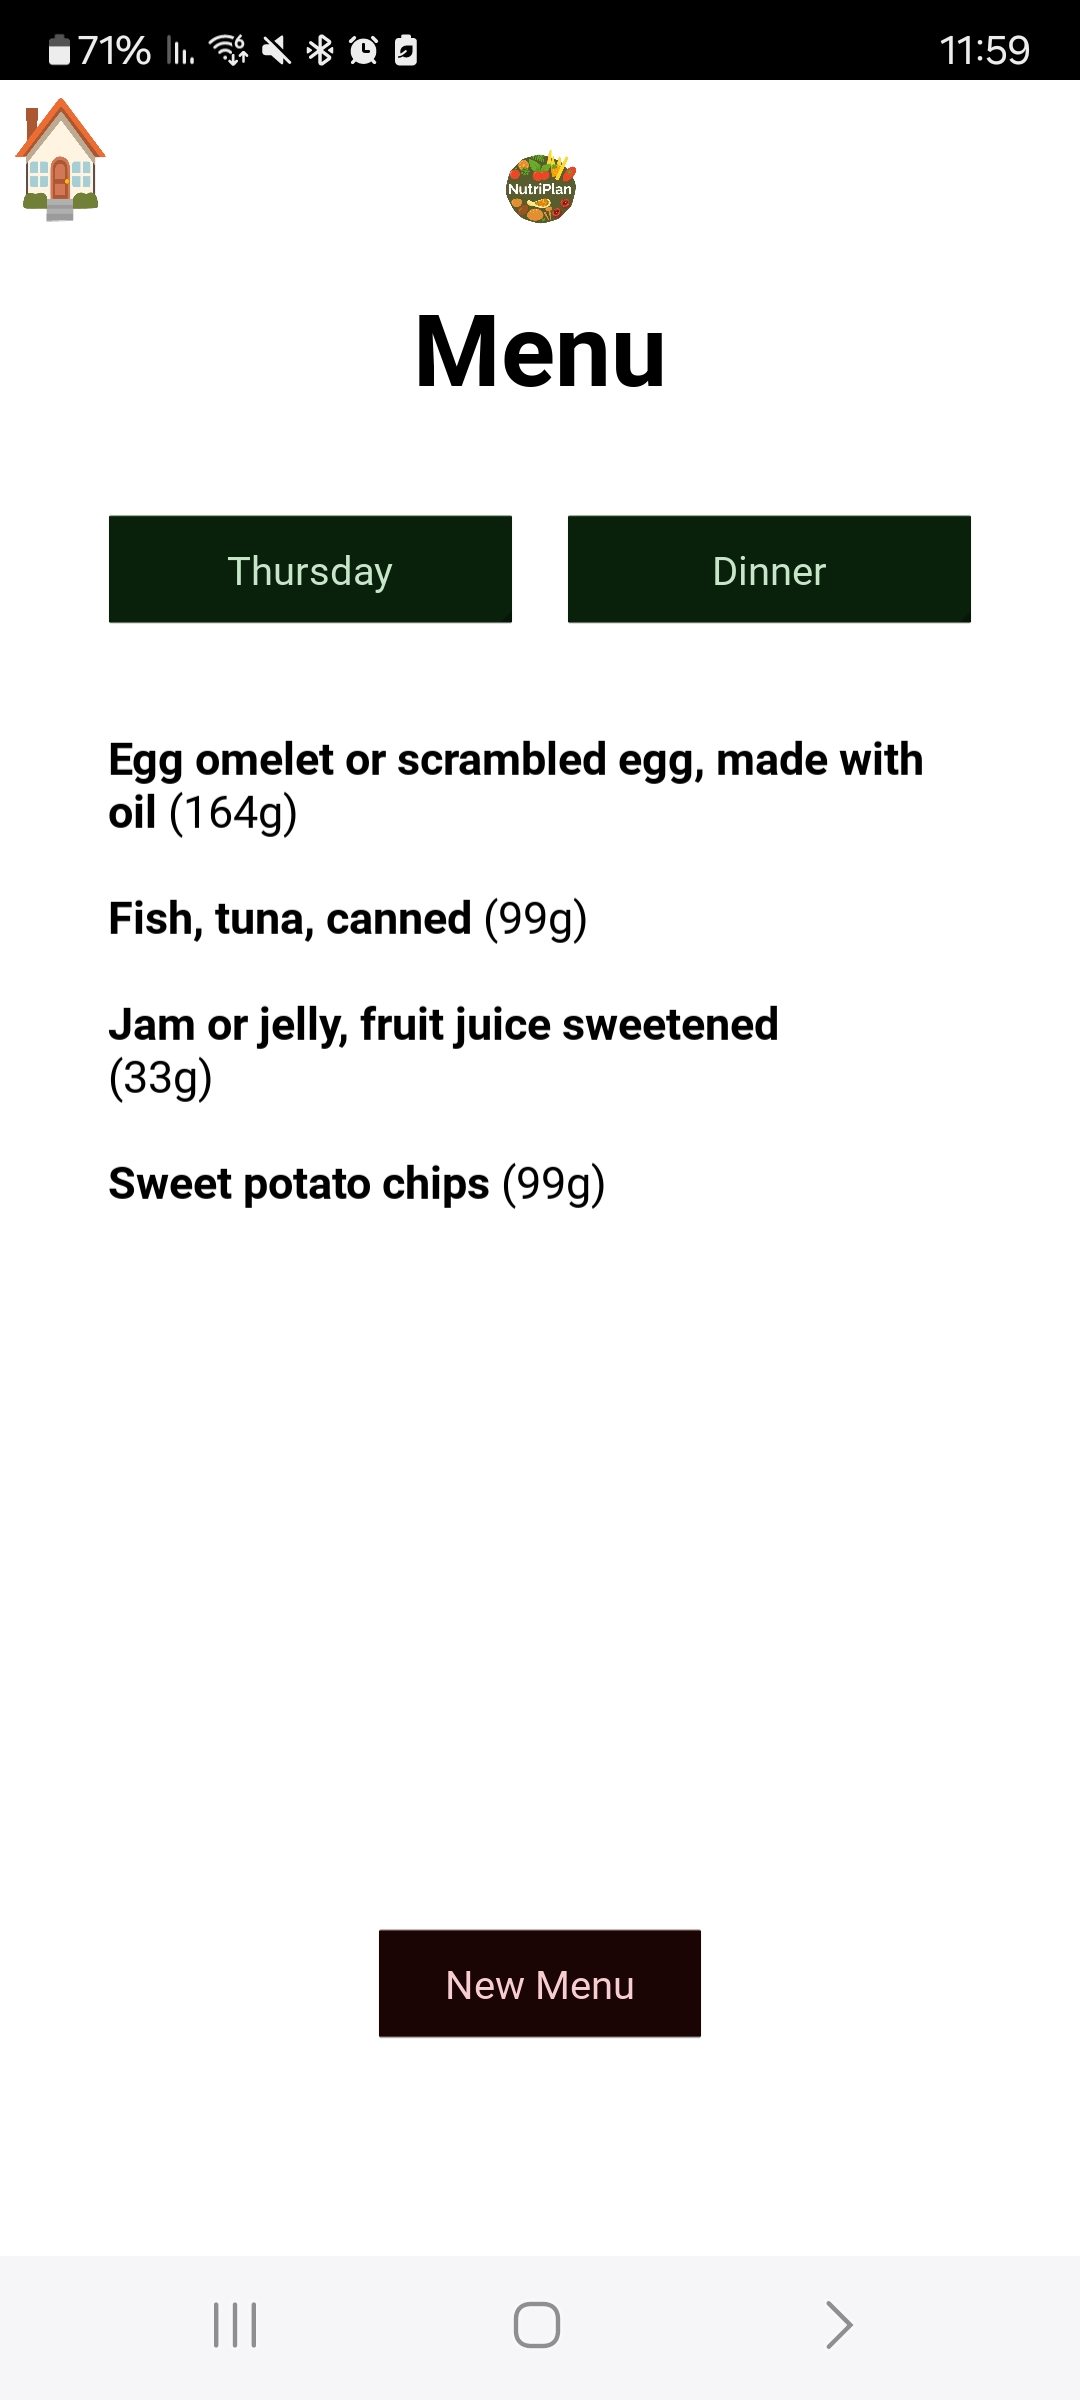 71%
11:59
NutriPlan
Menu
Thursday
Dinner
Egg omelet or scrambled egg, made with
oil (164g)
Fish, tuna, canned (99g)
Jam or jelly, fruit juice sweetened
(33g)
Sweet potato chips (99g)
New Menu